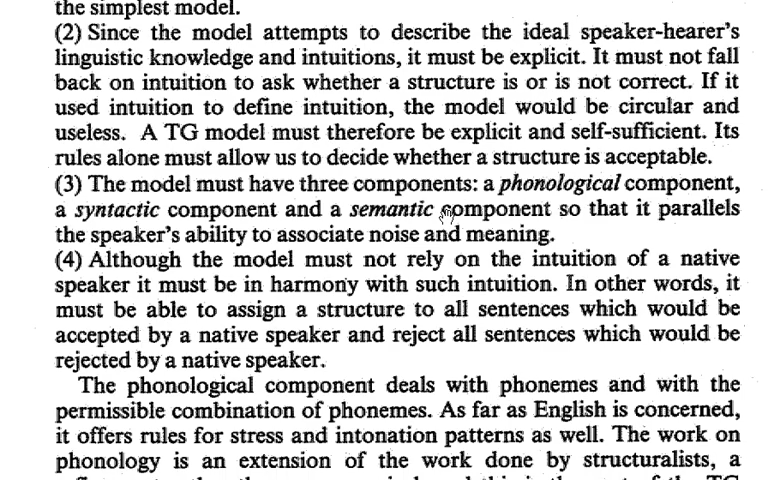 the simplest model.
(2) Since the model attempts to describe the ideal speaker-hearer's
linguistic knowledge and intuitions, it must be explicit. It must not fall
back on intuition to ask whether a structure is or is not correct. If it
used intuition to define intuition, the model would be circular and
useless. A TG model must therefore be explicit and self-sufficient. Its
rules alone must allow us to decide whether a structure is acceptable.
(3) The model must have three components: a phonological component,
a syntactic component and a semantic component so that it parallels
the speaker's ability to associate noise and meaning.
(4) Although the model must not rely on the intuition of a native
speaker it must be in harmony with such intuition. In other words, it
must be able to assign a structure to all sentences which would be
accepted by a native speaker and reject all sentences which would be
rejected by a native speaker.
The phonological component deals with phonemes and with the
permissible combination of phonemes. As far as English is concerned,
it offers rules for stress and intonation patterns as well. The work on
phonology is an extension of the work done by structuralists, a